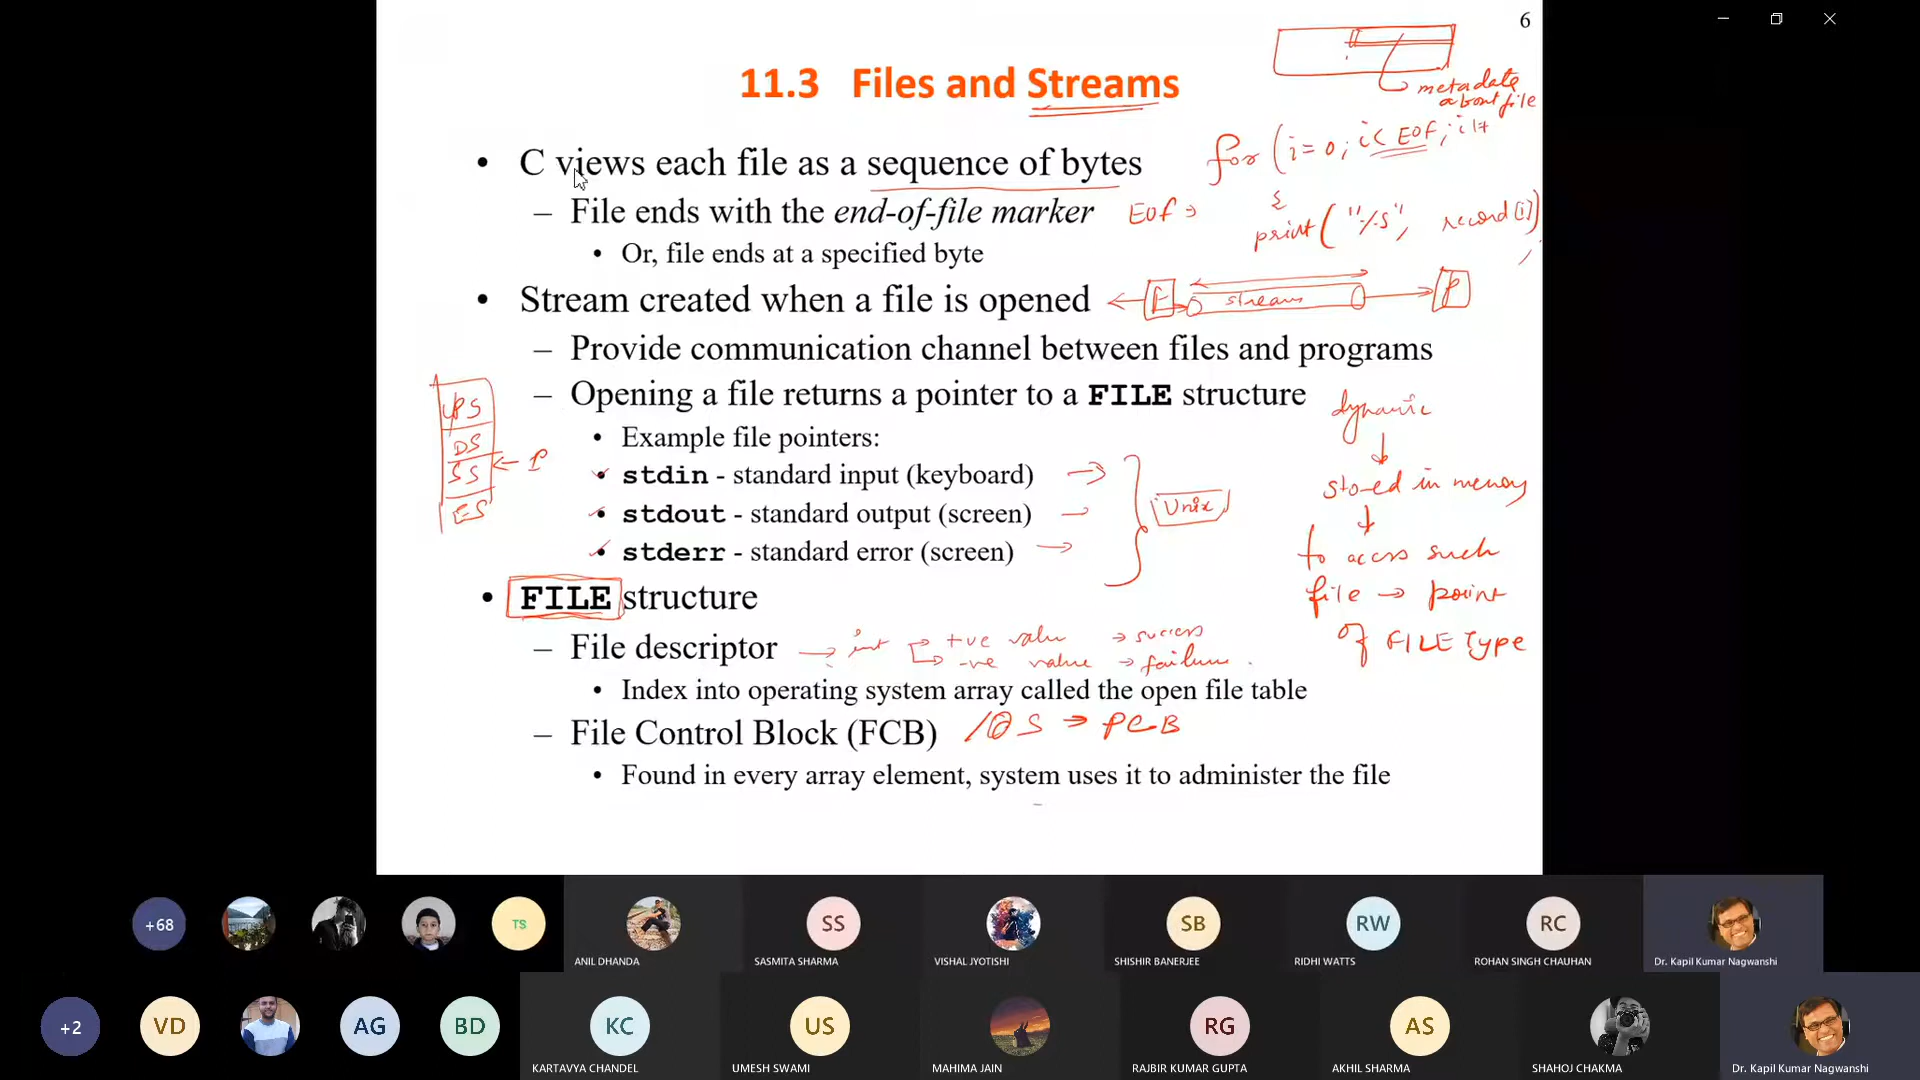 6
11.3 Files and Streams
metadata
about file
for (i=0; i< EOF; i++
• C views each file as a sequence of bytes
– File ends with the end-of-file marker
EOF →
{
print( "%s", record[i])
;
• Or, file ends at a specified byte
• Stream created when a file is opened
F stream P
– Provide communication channel between files and programs
– Opening a file returns a pointer to a FILE structure
dynamic
↓
stored in memory
↓
to access such
file → point
of FILE Type
PS
DS
SS ← P
ES
• Example file pointers:
• stdin - standard input (keyboard) →
• stdout - standard output (screen) →
• stderr - standard error (screen) →
Unix
• FILE structure
– File descriptor → int
+ve value → success
-ve value → failure
• Index into operating system array called the open file table
– File Control Block (FCB) /OS → PCB
• Found in every array element, system uses it to administer the file
+68
TS
ANIL DHANDA
SS
SASMITA SHARMA
VISHAL JYOTISHI
SB
SHISHIR BANERJEE
RW
RIDHI WATTS
RC
ROHAN SINGH CHAUHAN
Dr. Kapil Kumar Nagwanshi
+2
VD
AG
BD
KC
KARTAVYA CHANDEL
US
UMESH SWAMI
MAHIMA JAIN
RG
RAJBIR KUMAR GUPTA
AS
AKHIL SHARMA
SHAHOJ CHAKMA
Dr. Kapil Kumar Nagwanshi